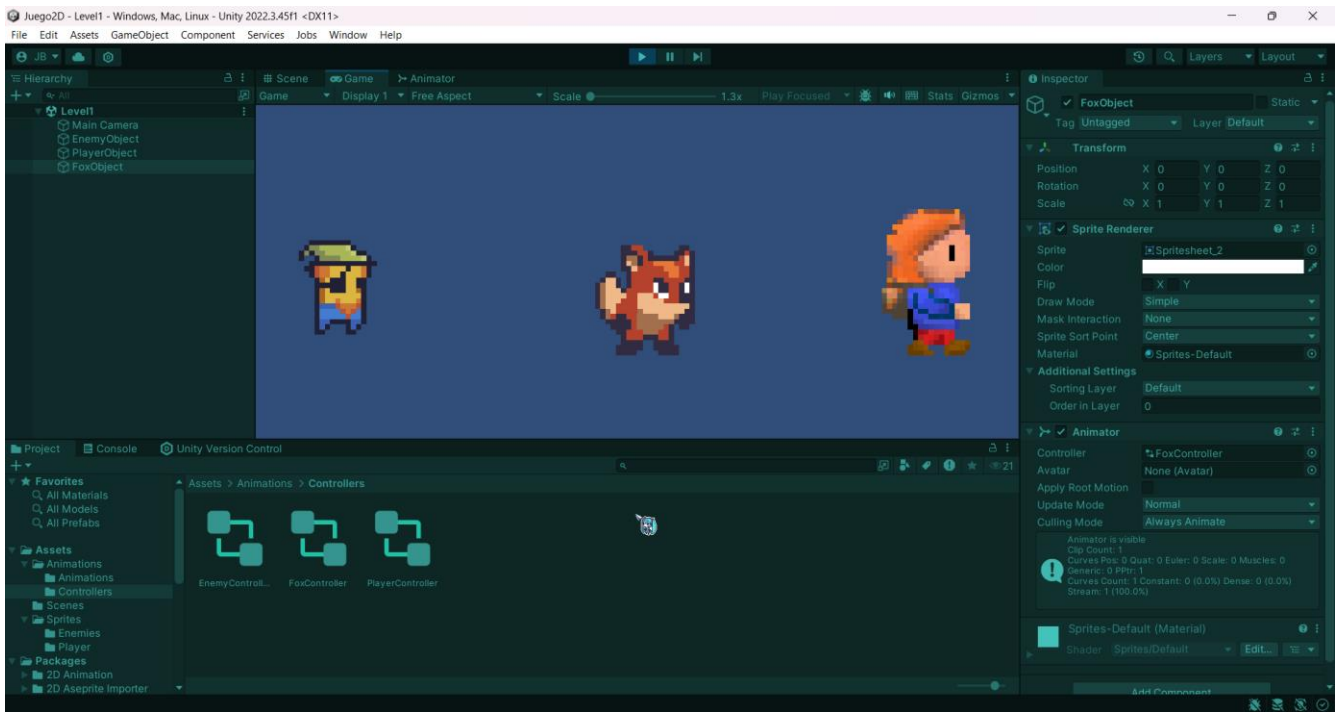 Juego2D - Level1 - Windows, Mac, Linux - Unity 2022.3.45f1 <DX11>
File Edit Assets GameObject Component Services Jobs Window Help
JB Layers Layout
Hierarchy
All
Level1
Main Camera
EnemyObject
PlayerObject
FoxObject
Scene Game Animator
Game Display 1 Free Aspect Scale 1.3x Play Focused Stats Gizmos
Inspector
FoxObject Static
Tag Untagged Layer Default
Transform
Position X 0 Y 0 Z 0
Rotation X 0 Y 0 Z 0
Scale X 1 Y 1 Z 1
Sprite Renderer
Sprite Spritesheet_2
Color
Flip X Y
Draw Mode Simple
Mask Interaction None
Sprite Sort Point Center
Material Sprites-Default
Additional Settings
Sorting Layer Default
Order in Layer 0
Animator
Controller FoxController
Avatar None (Avatar)
Apply Root Motion
Update Mode Normal
Culling Mode Always Animate
Animator is visible
Clip Count: 1
Curves Pos: 0 Quat: 0 Euler: 0 Scale: 0 Muscles: 0
Generic: 0 PPtr: 1
Curves Count: 1 Constant: 0 (0.0%) Dense: 0 (0.0%)
Stream: 1 (100.0%)
Sprites-Default (Material)
Shader Sprites/Default Edit...
Add Component
Project Console Unity Version Control
21
Favorites
All Materials
All Models
All Prefabs
Assets
Animations
Animations
Controllers
Scenes
Sprites
Enemies
Player
Packages
2D Animation
2D Aseprite Importer
Assets > Animations > Controllers
EnemyControll... FoxController PlayerController